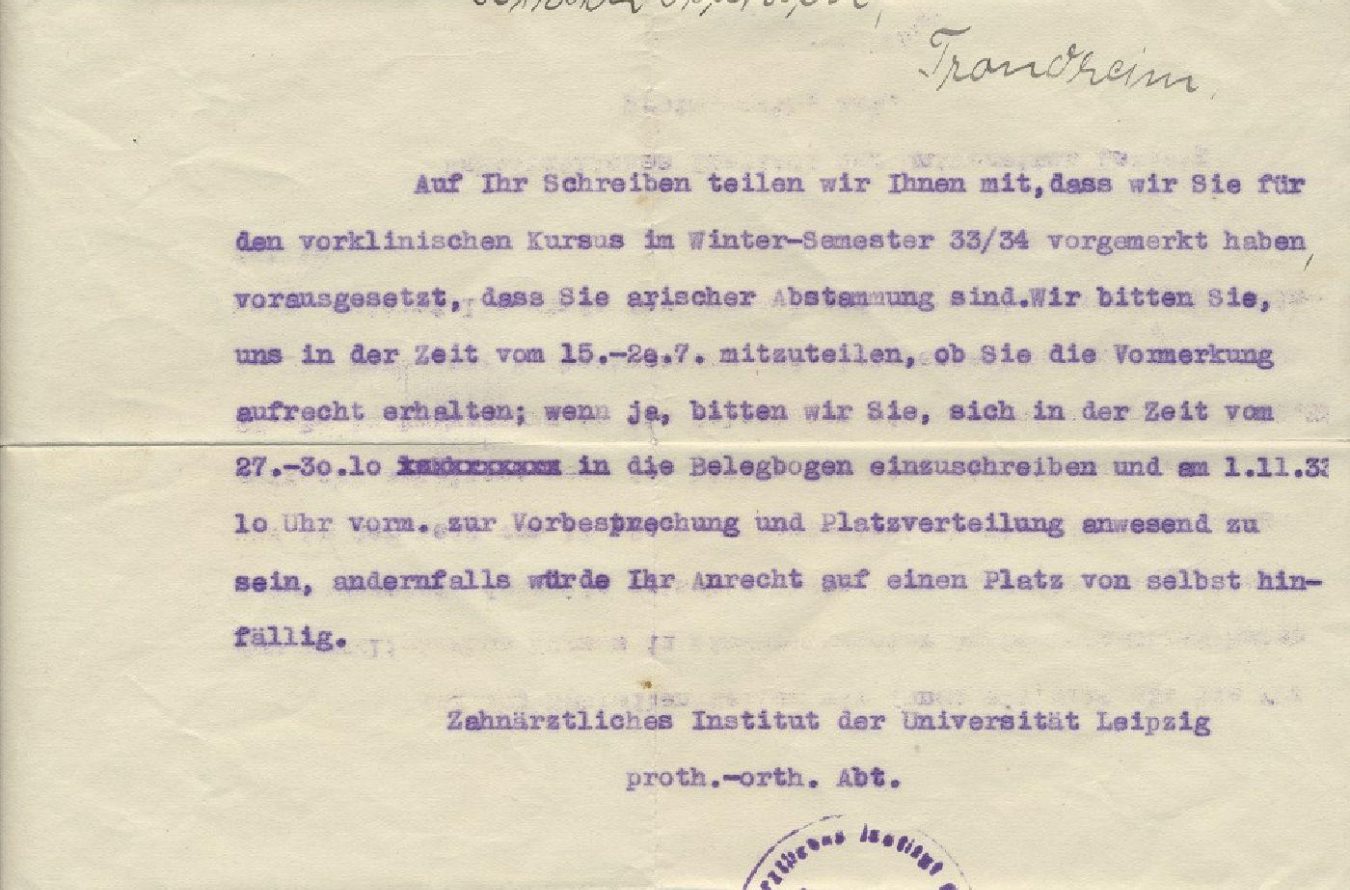 Trondheim.
Auf Ihr Schreiben teilen wir Ihnen mit,dass wir Sie für
den vorklinischen Kursus im Winter-Semester 33/34 vorgemerkt haben,
vorausgesetzt, dass Sie arischer Abstammung sind.Wir bitten Sie,
uns in der Zeit vom 15.-2o.7. mitzuteilen, ob Sie die Vormerkung
aufrecht erhalten; wenn ja, bitten wir Sie, sich in der Zeit vom
27.-3o.lo in die Belegbogen einzuschreiben und am 1.11.33
lo Uhr vorm. zur Vorbesprechung und Platzverteilung anwesend zu
sein, andernfalls würde Ihr Anrecht auf einen Platz von selbst hin-
fällig.
Zahnärztliches Institut der Universität Leipzig
proth.-orth. Abt.
Institut